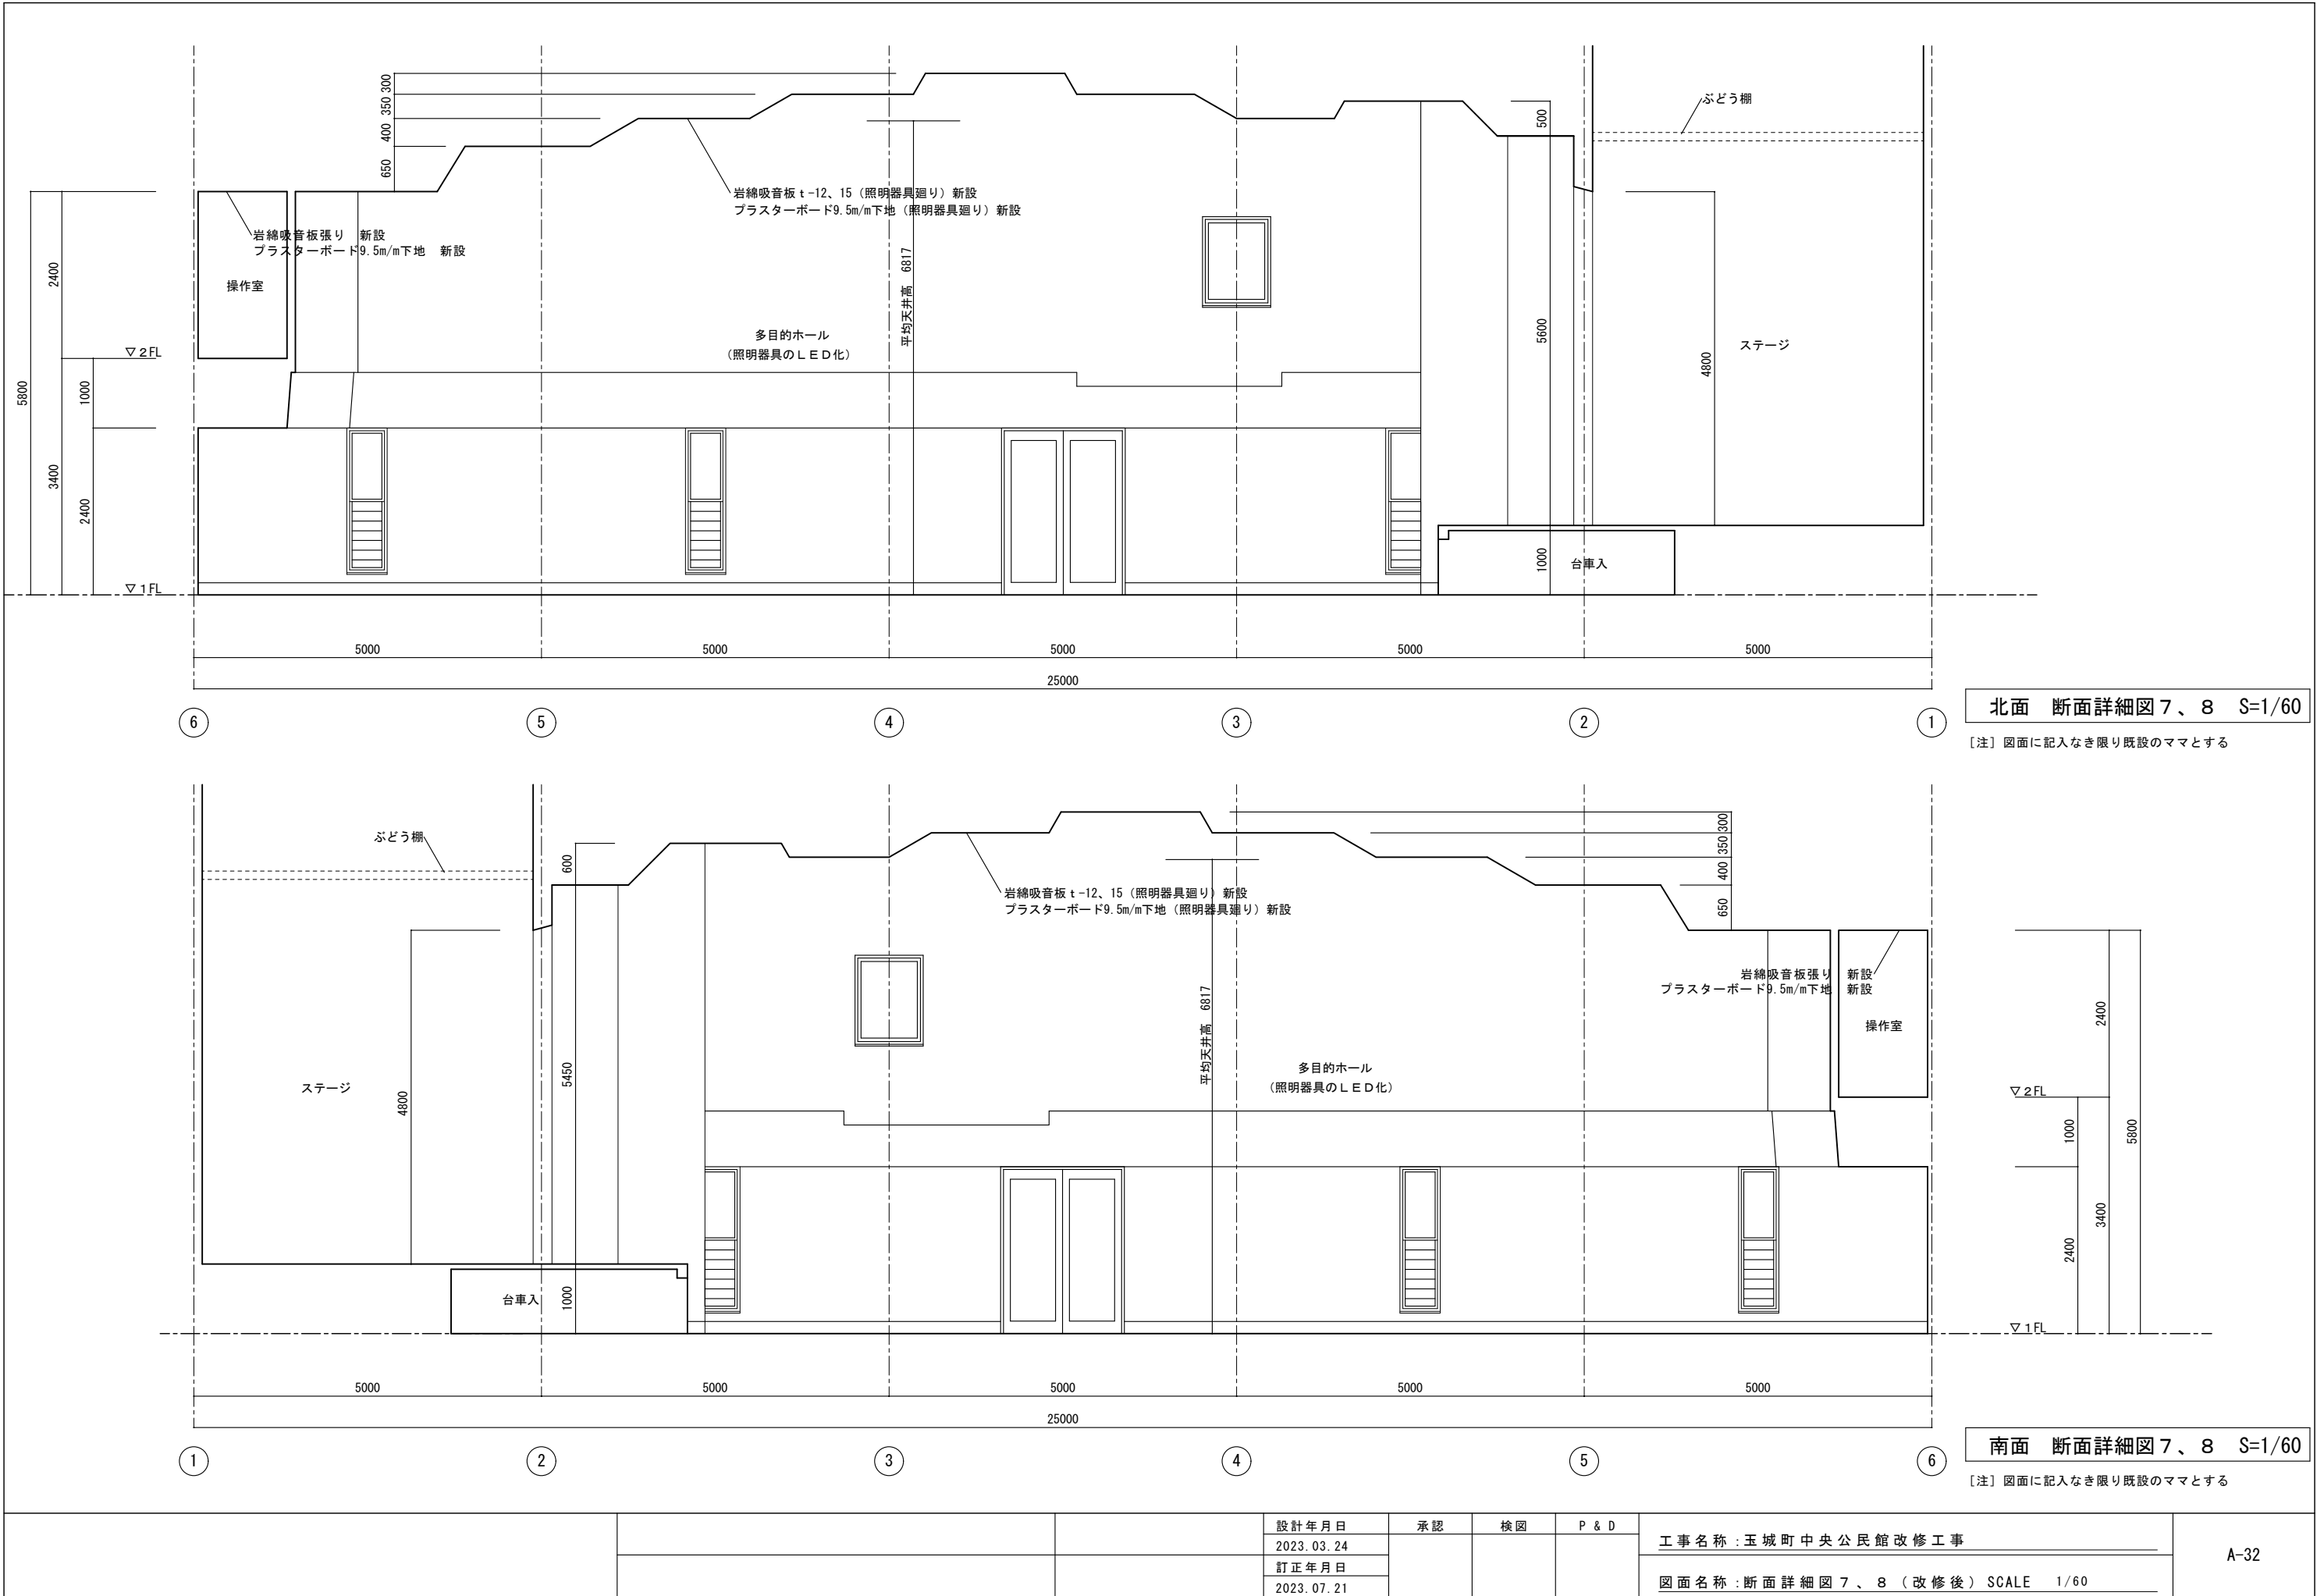 300
350
400
650
500
ぶどう棚
岩綿吸音板ｔ-12、15（照明器具廻り）新設
プラスターボード9.5m/m下地（照明器具廻り）新設
岩綿吸音板張り　新設
プラスターボード9.5m/m下地　新設
操作室
平均天井高　6817
多目的ホール
（照明器具のＬＥＤ化）
ステージ
5800
2400
3400
1000
2400
▽２FL
▽１FL
5600
4800
1000
台車入
5000
5000
5000
5000
5000
25000
6
5
4
3
2
1
北面　断面詳細図７、８　S=1/60
［注］図面に記入なき限り既設のママとする
ぶどう棚
600
300
350
400
650
岩綿吸音板ｔ-12、15（照明器具廻り）新設
プラスターボード9.5m/m下地（照明器具廻り）新設
岩綿吸音板張り　新設
プラスターボード9.5m/m下地　新設
操作室
平均天井高　6817
多目的ホール
（照明器具のＬＥＤ化）
ステージ
4800
5450
1000
台車入
▽２FL
▽１FL
2400
1000
5800
3400
2400
5000
5000
5000
5000
5000
25000
1
2
3
4
5
6
南面　断面詳細図７、８　S=1/60
［注］図面に記入なき限り既設のママとする
設計年月日
2023.03.24
訂正年月日
2023.07.21
承認
検図
P & D
工事名称：玉城町中央公民館改修工事
図面名称：断面詳細図７、８（改修後）SCALE　1/60
A-32